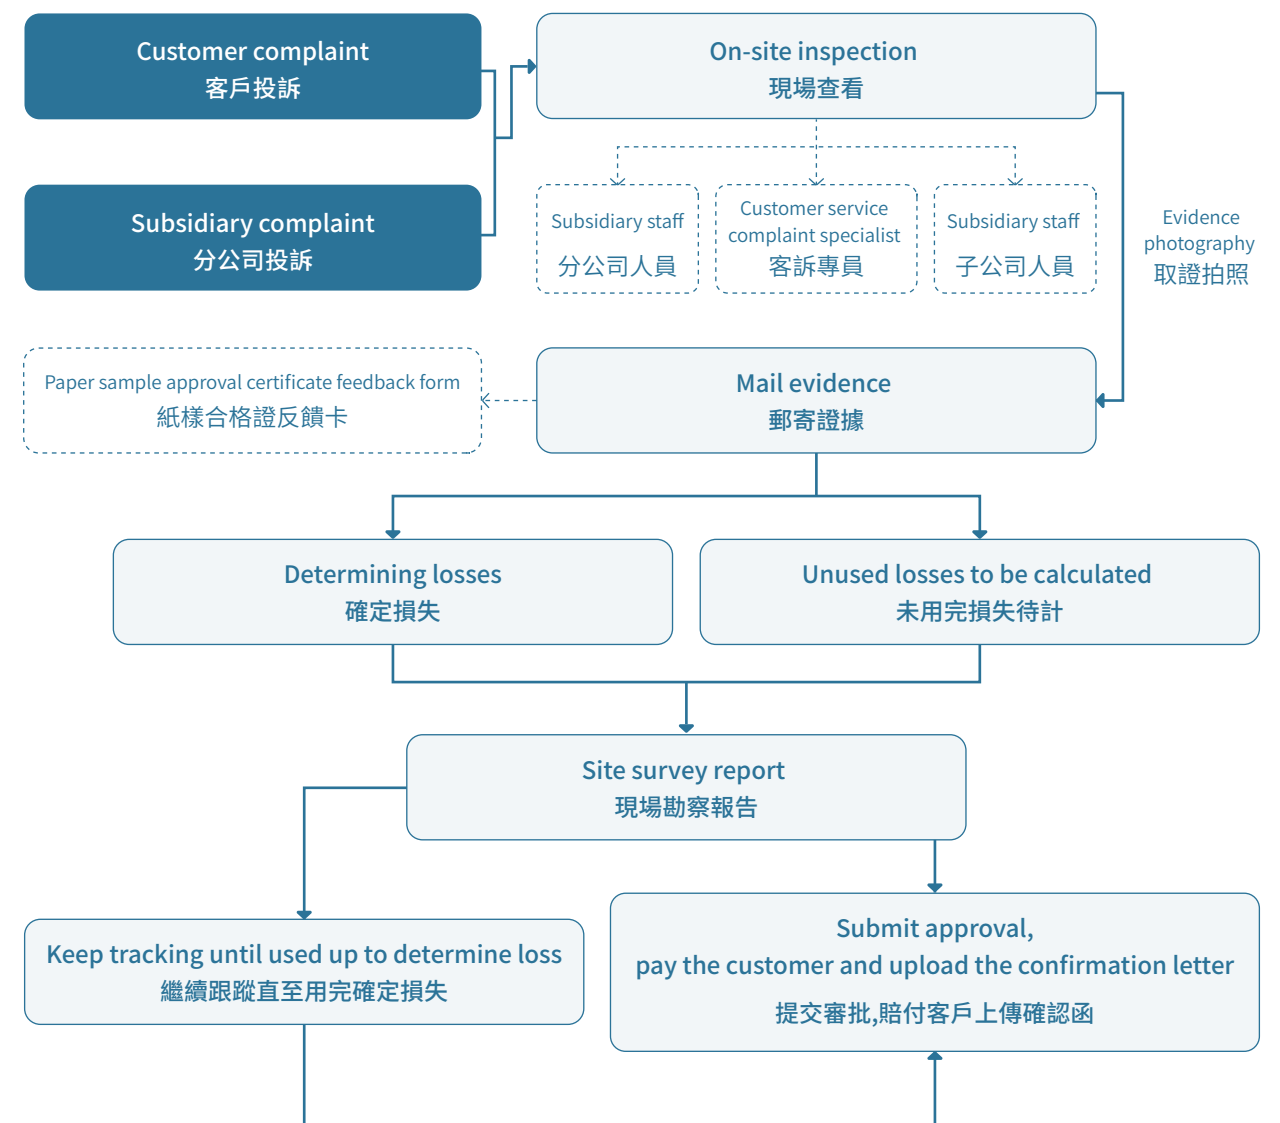 Customer complaint
客戶投訴
On-site inspection
現場查看
Subsidiary complaint
分公司投訴
Subsidiary staff
分公司人員
Customer service
complaint specialist
客訴專員
Subsidiary staff
子公司人員
Evidence
photography
取證拍照
Paper sample approval certificate feedback form
紙樣合格證反饋卡
Mail evidence
郵寄證據
Determining losses
確定損失
Unused losses to be calculated
未用完損失待計
Site survey report
現場勘察報告
Keep tracking until used up to determine loss
繼續跟蹤直至用完確定損失
Submit approval,
pay the customer and upload the confirmation letter
提交審批,賠付客戶上傳確認函